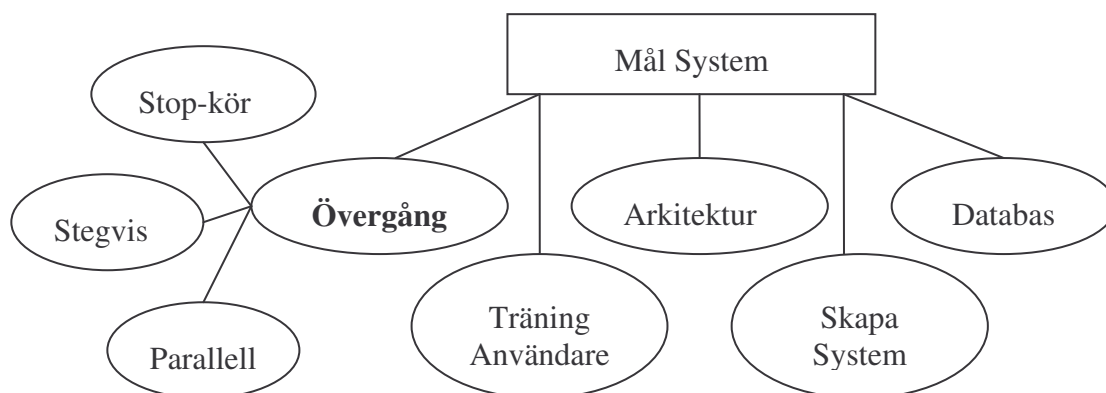 Mål System
Stop-kör
Stegvis
Övergång
Arkitektur
Databas
Parallell
Träning
Användare
Skapa
System